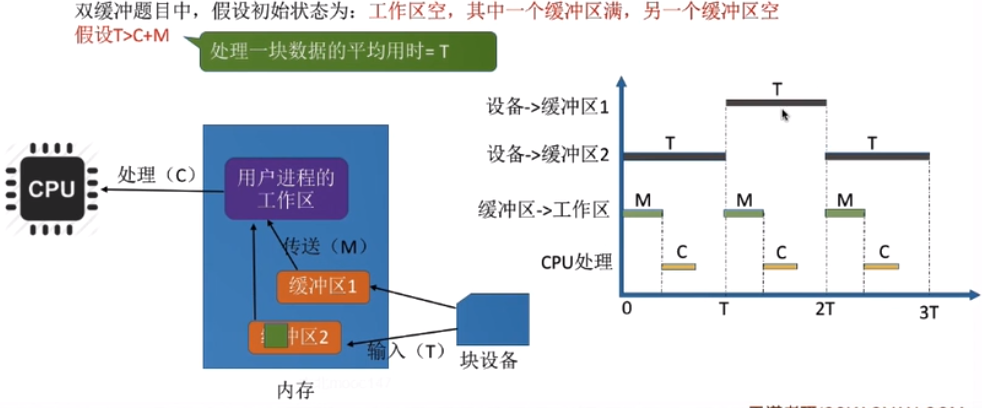 双缓冲题目中，假设初始状态为：工作区空，其中一个缓冲区满，另一个缓冲区空
假设T>C+M
处理一块数据的平均用时= T
CPU
处理（C）
用户进程的
工作区
传送（M）
缓冲区1
冲区2
输入（T）
块设备
内存
设备->缓冲区1
T
设备->缓冲区2
T
T
缓冲区->工作区
M
M
M
CPU处理
C
C
C
0
T
2T
3T